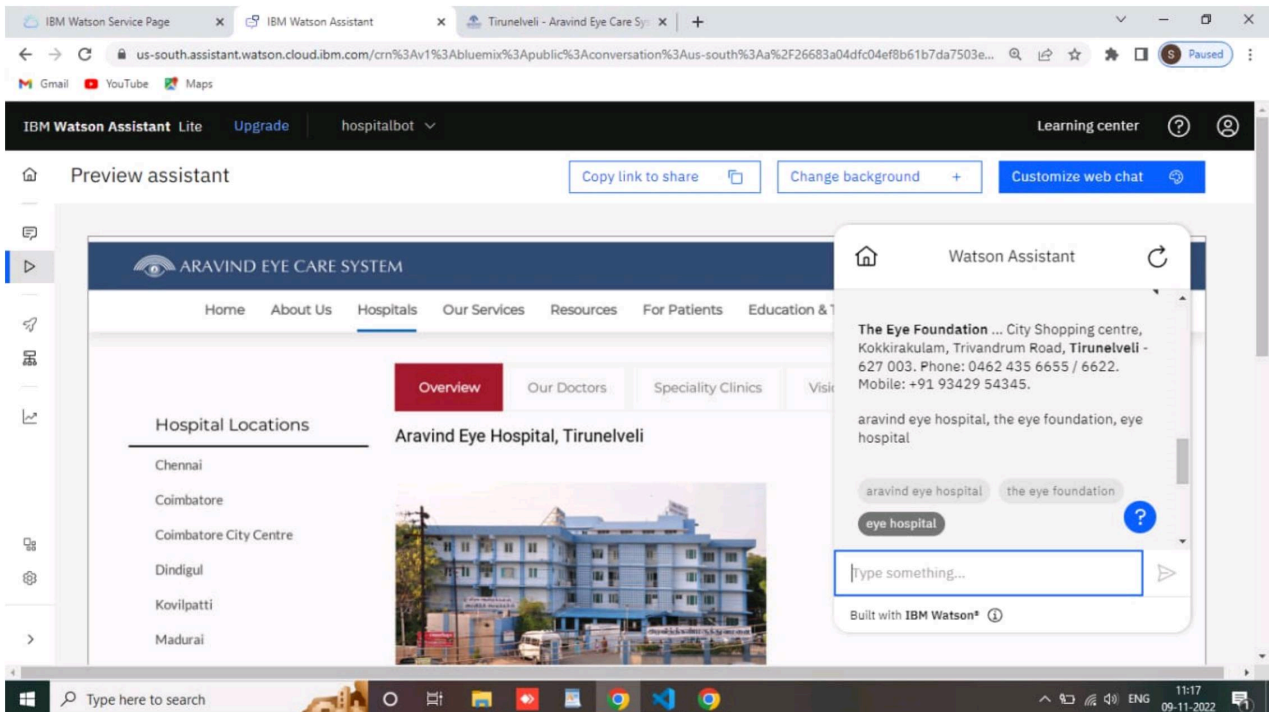 IBM Watson Service Page
IBM Watson Assistant
Tirunelveli - Aravind Eye Care Sy
us-south.assistant.watson.cloud.ibm.com/crn%3Av1%3Abluemix%3Apublic%3Aconversation%3Aus-south%3Aa%2F26683a04dfc04ef8b61b7da7503e...
S Paused
Gmail YouTube Maps
IBM Watson Assistant Lite Upgrade hospitalbot Learning center
Preview assistant Copy link to share Change background + Customize web chat
ARAVIND EYE CARE SYSTEM
Home About Us Hospitals Our Services Resources For Patients Education &
Overview Our Doctors Speciality Clinics
Hospital Locations
Chennai
Coimbatore
Coimbatore City Centre
Dindigul
Kovilpatti
Madurai
Aravind Eye Hospital, Tirunelveli
Watson Assistant
The Eye Foundation ... City Shopping centre,
Kokkirakulam, Trivandrum Road, Tirunelveli -
627 003. Phone: 0462 435 6655 / 6622.
Mobile: +91 93429 54345.
aravind eye hospital, the eye foundation, eye
hospital
aravind eye hospital the eye foundation
eye hospital
?
Type something...
Built with IBM Watson®
Type here to search
ENG
11:17
09-11-2022